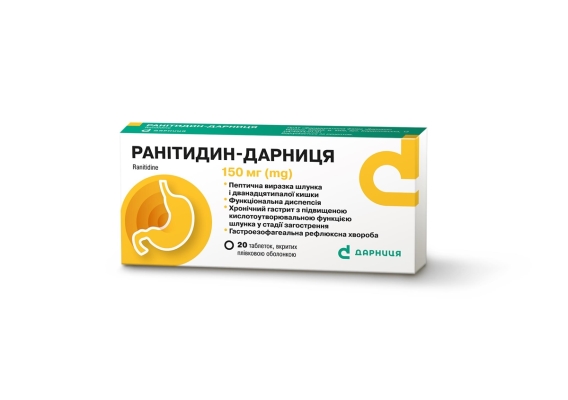 ДАРНИЦЯ
РАНІТИДИН-ДАРНИЦЯ
Ranitidine
150 мг (mg)
• Пептична виразка шлунка
і дванадцятипалої кишки
• Функціональна диспепсія
• Хронічний гастрит з підвищеною
кислотоутворювальною функцією
шлунка у стадії загострення
• Гастроезофагеальна рефлюксна хвороба
20 таблеток, вкритих
плівковою оболонкою
ДАРНИЦЯ